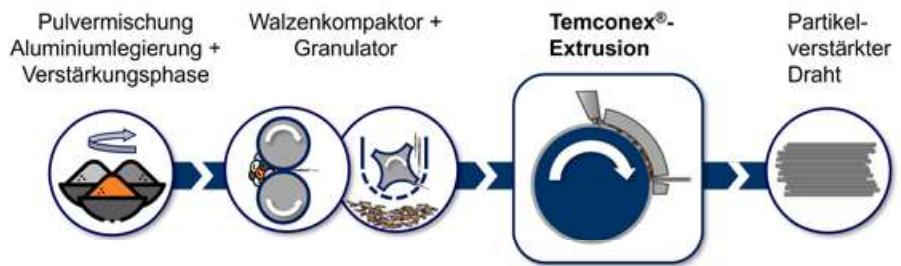 Pulvermischung
Aluminiumlegierung +
Verstärkungsphase
Walzenkompaktor +
Granulator
Temconex®-
Extrusion
Partikel-
verstärkter
Draht